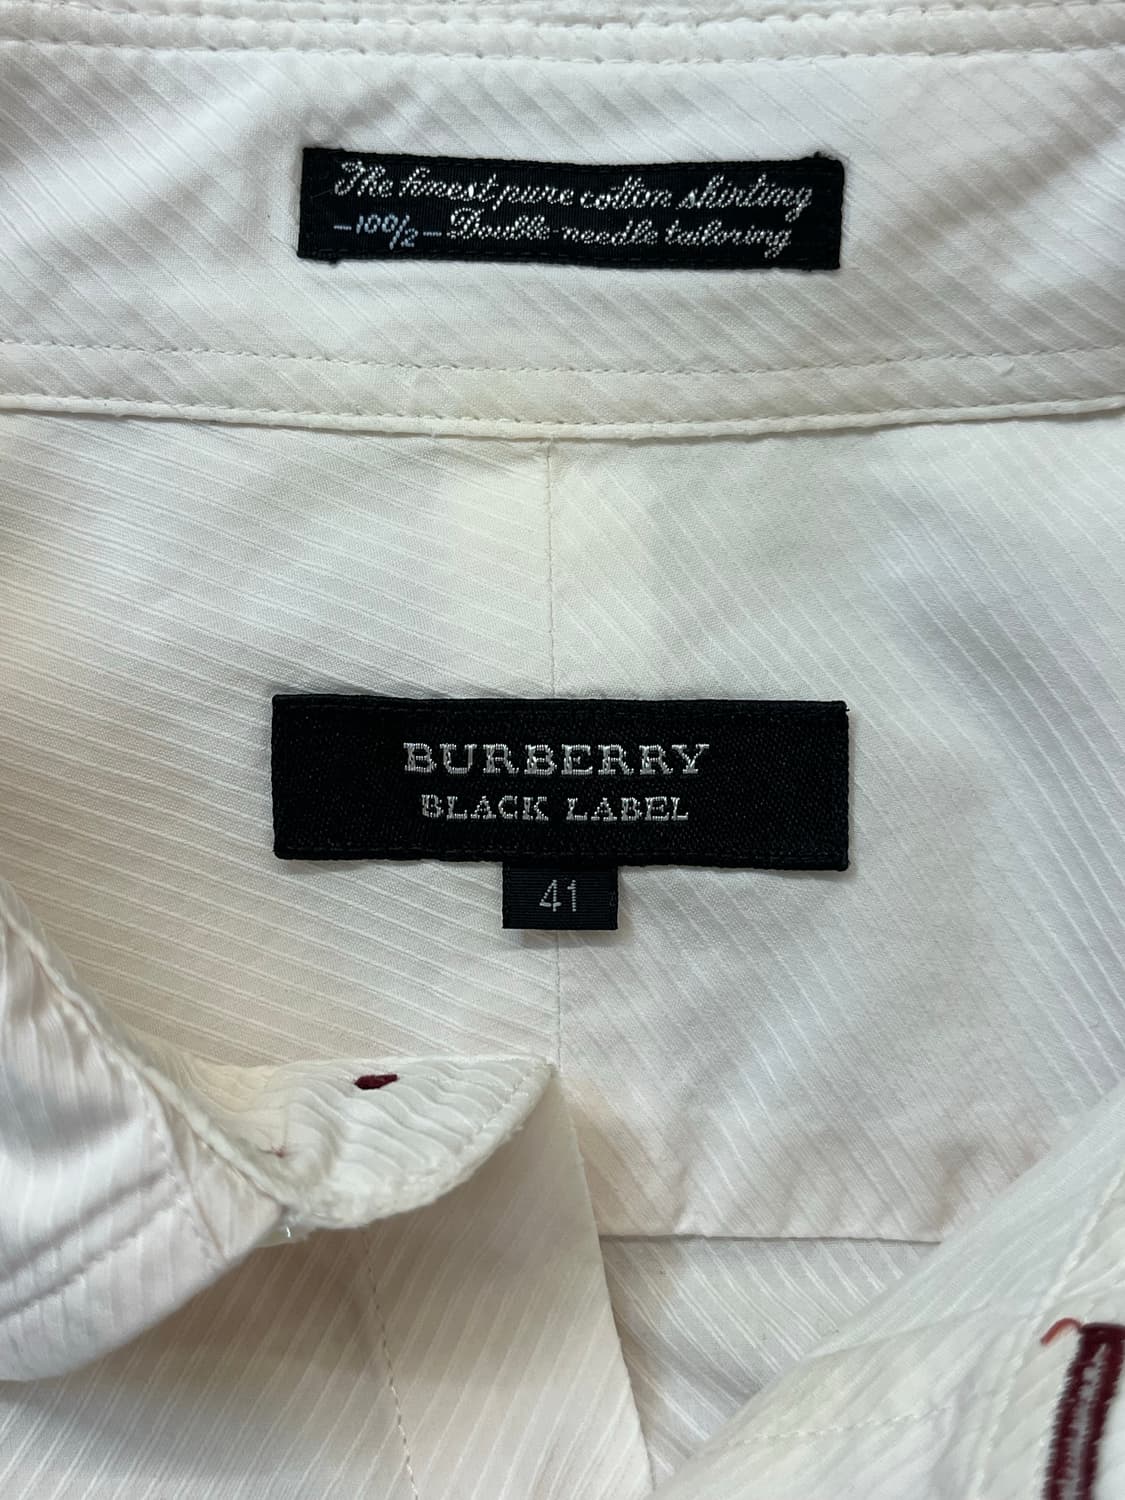 The finest pure cotton shirting
-100/2- Double-needle tailoring
BURBERRY
BLACK LABEL
41